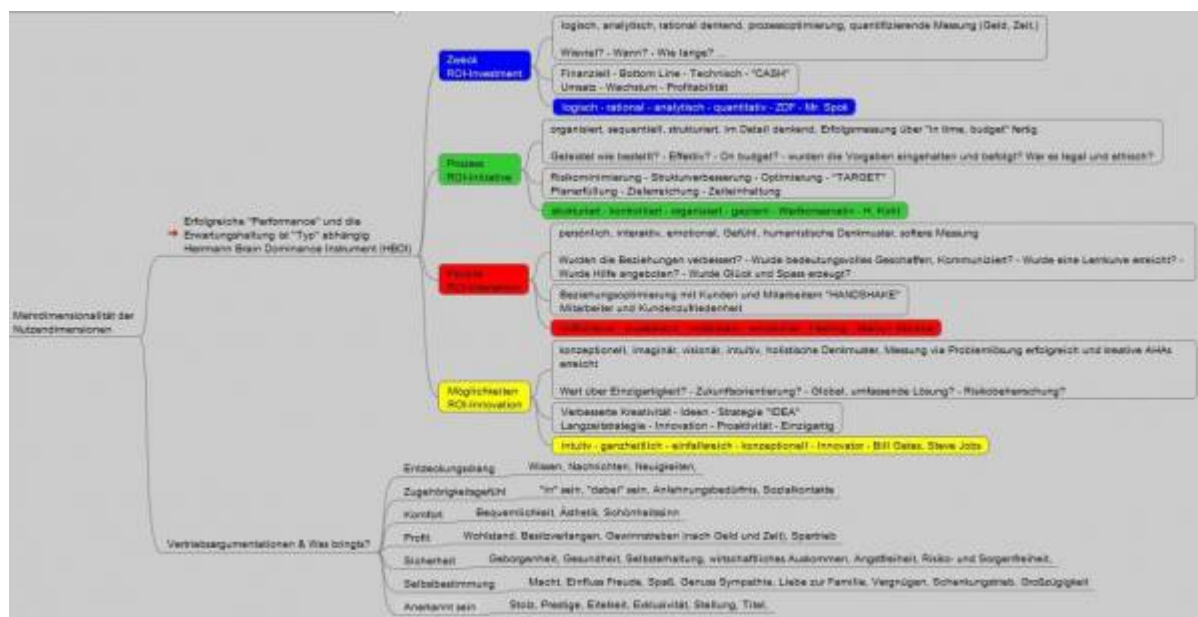 logisch, analytisch, rational denkend, prozessoptimierung, quantifizierende Messung (Geld, Zeit,)
Wieviel? - Wann? - Wie lange? ...
Zweck
ROI-Investment
Finanziell - Bottom Line - Technisch - "CASH"
Umsatz - Wachstum - Profitabilität
logisch - rational - analytisch - quantitativ - ZDF - Mr. Spok
organisiert, sequentiell, strukturiert, im Detail denkend, Erfolgsmessung über "in time, budget" fertig
Geleistet wie bestellt? - Effektiv? - On budget? - wurden die Vorgaben eingehalten und befolgt? War es legal und ethisch?
Prozess
ROI-Initiative
Risikominimierung - Strukturverbesserung - Optimierung - "TARGET"
Planerfüllung - Zielerreichung - Zeiteinhaltung
strukturiert - kontrolliert - organisiert - geplant - Wertkonservativ - H. Kohl
Erfolgreiche "Performance" und die
Erwartungshaltung ist "Typ" abhängig
Herrmann Brain Dominance Instrument (HBDI)
persönlich, interaktiv, emotional, Gefühl, humanistische Denkmuster, softere Messung
Wurden die Beziehungen verbessert? - Wurde bedeutungsvolles Geschaffen, Kommuniziert? - Wurde eine Lernkurve erreicht? -
Wurde Hilfe angeboten? - Wurde Glück und Spass erzeugt?
ROI-Interaktion
Beziehungsoptimierung mit Kunden und Mitarbeitern "HANDSHAKE"
Mitarbeiter und Kundenzufriedenheit
Mehrdimensionalität der
Nutzendimensionen
konzeptionell, imaginär, visionär, intuitiv, holistische Denkmuster, Messung via Problemlösung erfolgreich und kreative AHAs
erreicht
Wert über Einzigartigkeit? - Zukunftsorientierung? - Global, umfassende Lösung? - Risikobeherrschung?
Möglichkeiten
ROI-Innovation
Verbesserte Kreativität - Ideen - Strategie "IDEA"
Langzeitstrategie - Innovation - Proaktivität - Einzigartig
intuitiv - ganzheitlich - einfallsreich - konzeptionell - Innovator - Bill Gates, Steve Jobs
Entdeckungsdrang Wissen, Nachrichten, Neuigkeiten,
Zugehörigkeitsgefühl "in" sein, "dabei" sein, Anlehnungsbedürfnis, Sozialkontakte
Komfort Bequemlichkeit, Ästhetik, Schönheitssinn
Vertriebsargumentationen & Was bringts?
Profit Wohlstand, Besitzverlangen, Gewinnstreben (nach Geld und Zeit), Spartrieb
Sicherheit Geborgenheit, Gesundheit, Selbsterhaltung, wirtschaftliches Auskommen, Angstfreiheit, Risiko- und Sorgenfreiheit,
Selbstbestimmung Macht, Einfluss Freude, Spaß, Genuss Sympathie, Liebe zur Familie, Vergnügen, Schenkungstrieb, Großzügigkeit
Anerkannt sein Stolz, Prestige, Eitelkeit, Exklusivität, Stellung, Titel,